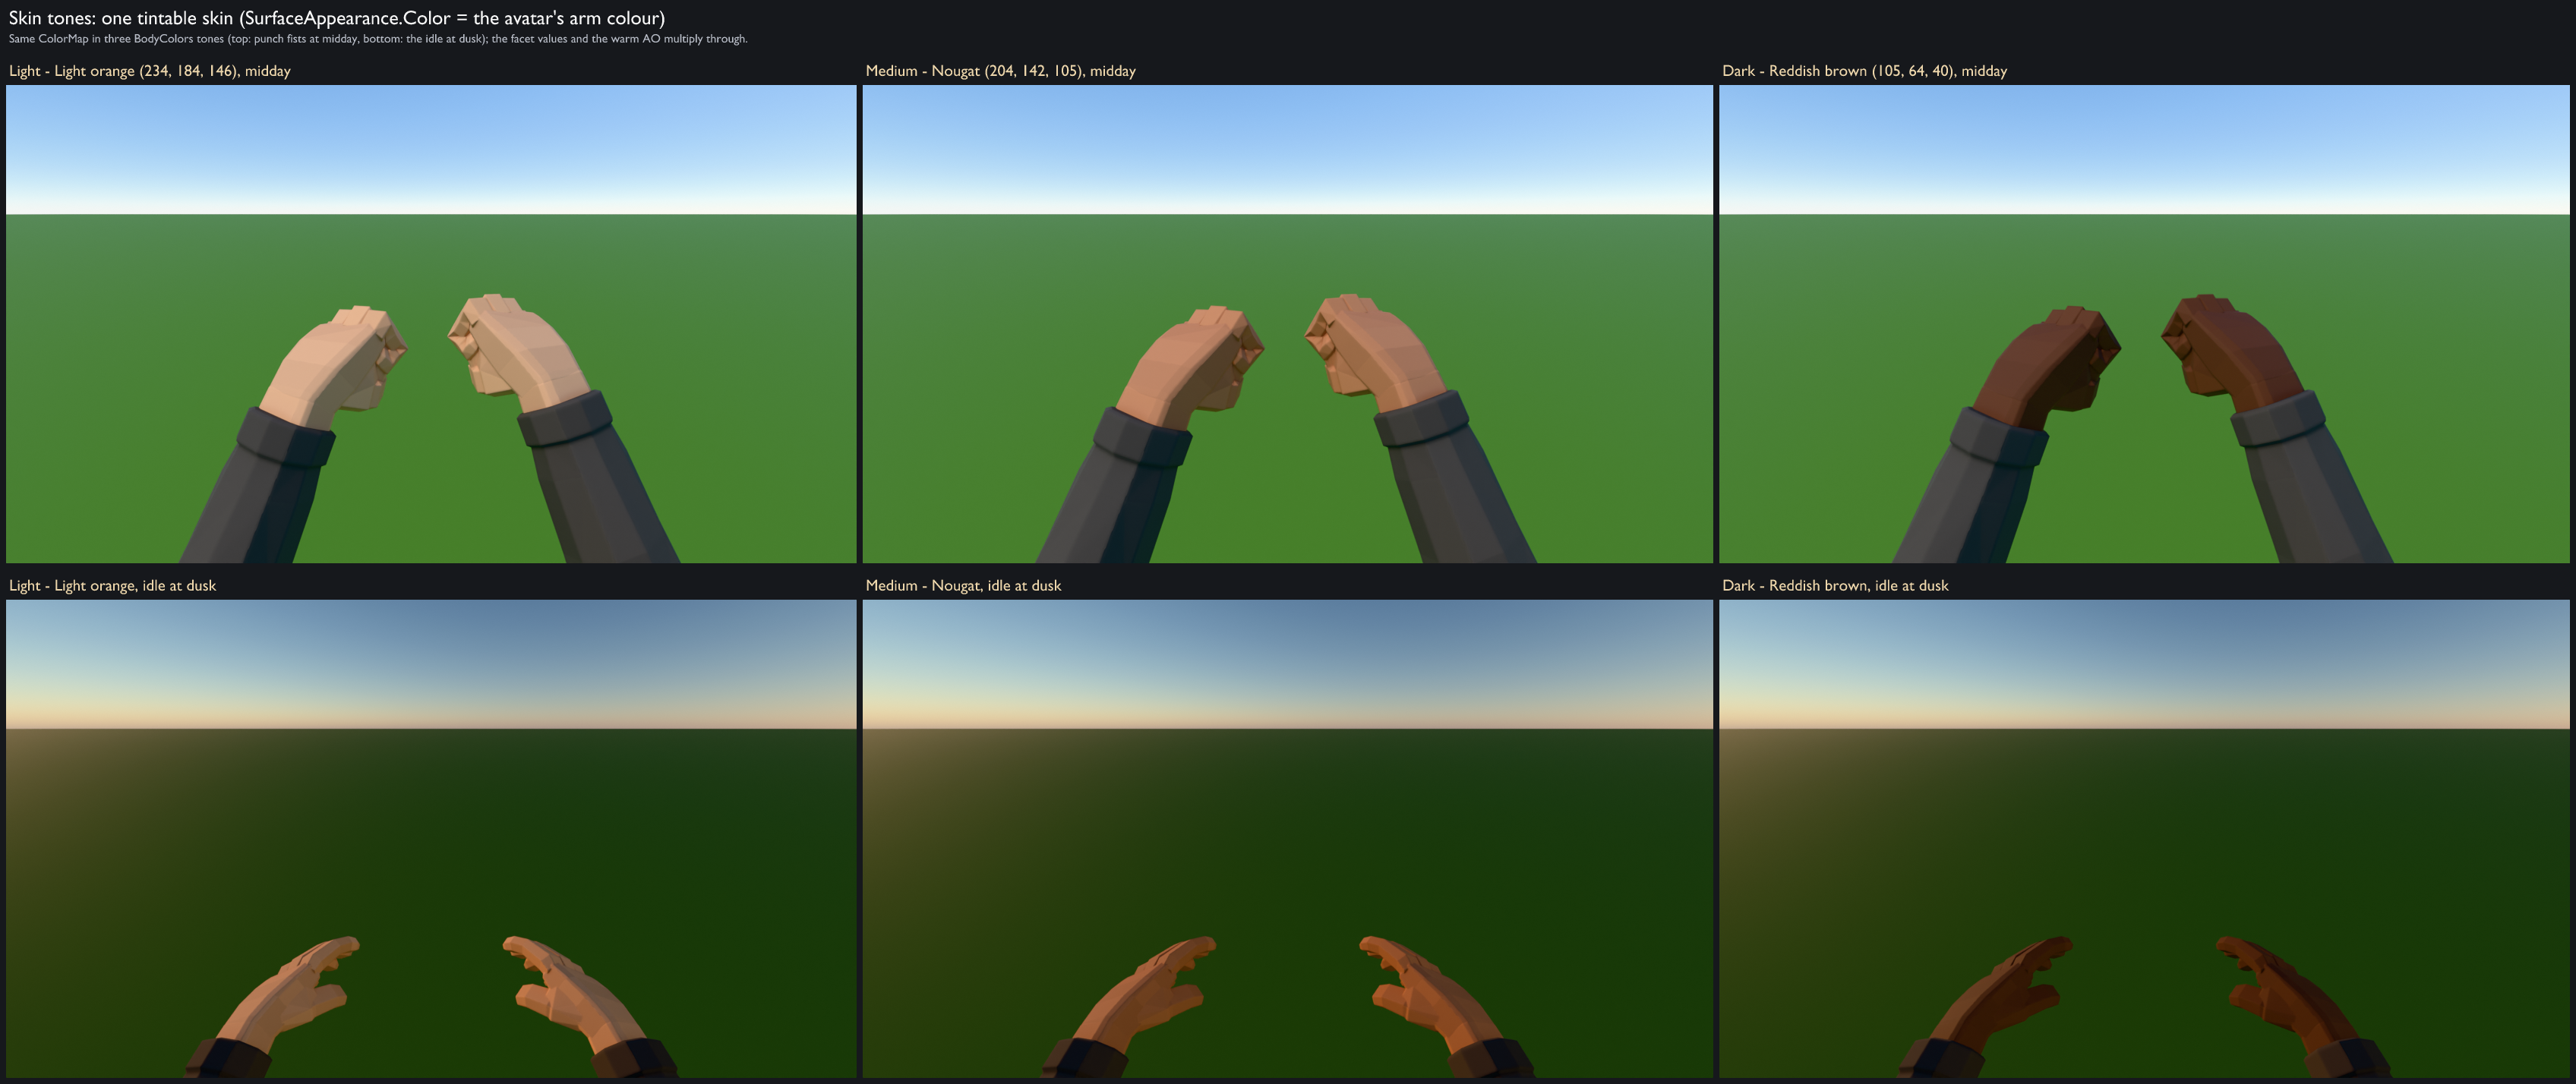 Skin tones: one tintable skin (SurfaceAppearance.Color = the avatar's arm colour)
Same ColorMap in three BodyColors tones (top: punch fists at midday, bottom: the idle at dusk); the facet values and the warm AO multiply through.
Light - Light orange (234, 184, 146), midday
Medium - Nougat (204, 142, 105), midday
Dark - Reddish brown (105, 64, 40), midday
Light - Light orange, idle at dusk
Medium - Nougat, idle at dusk
Dark - Reddish brown, idle at dusk